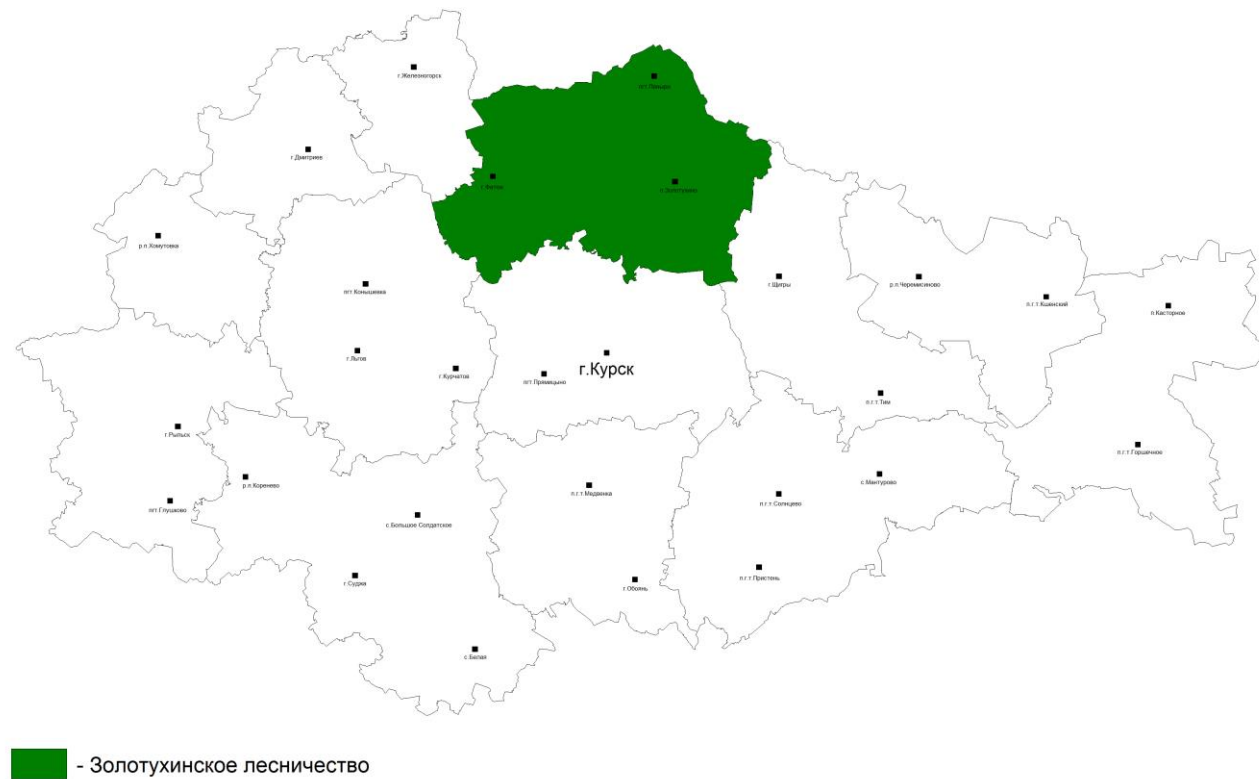 г.Железногорск
пгт.Поныри
г.Дмитриев
г.Фатеж
п.Золотухино
р.п.Хомутовка
г.Щигры
р.п.Черемисиново
пгт.Конышевка
п.г.т.Кшенский
п.Касторное
г.Льгов
г.Курчатов
г.Курск
пгт.Прямицыно
п.г.т.Тим
г.Рыльск
п.г.т.Горшечное
р.п.Коренево
с.Мантурово
п.г.т.Медвенка
п.г.т.Солнцево
пгт.Глушково
с.Большое Солдатское
п.г.т.Пристень
г.Суджа
г.Обоянь
с.Белая
- Золотухинское лесничество